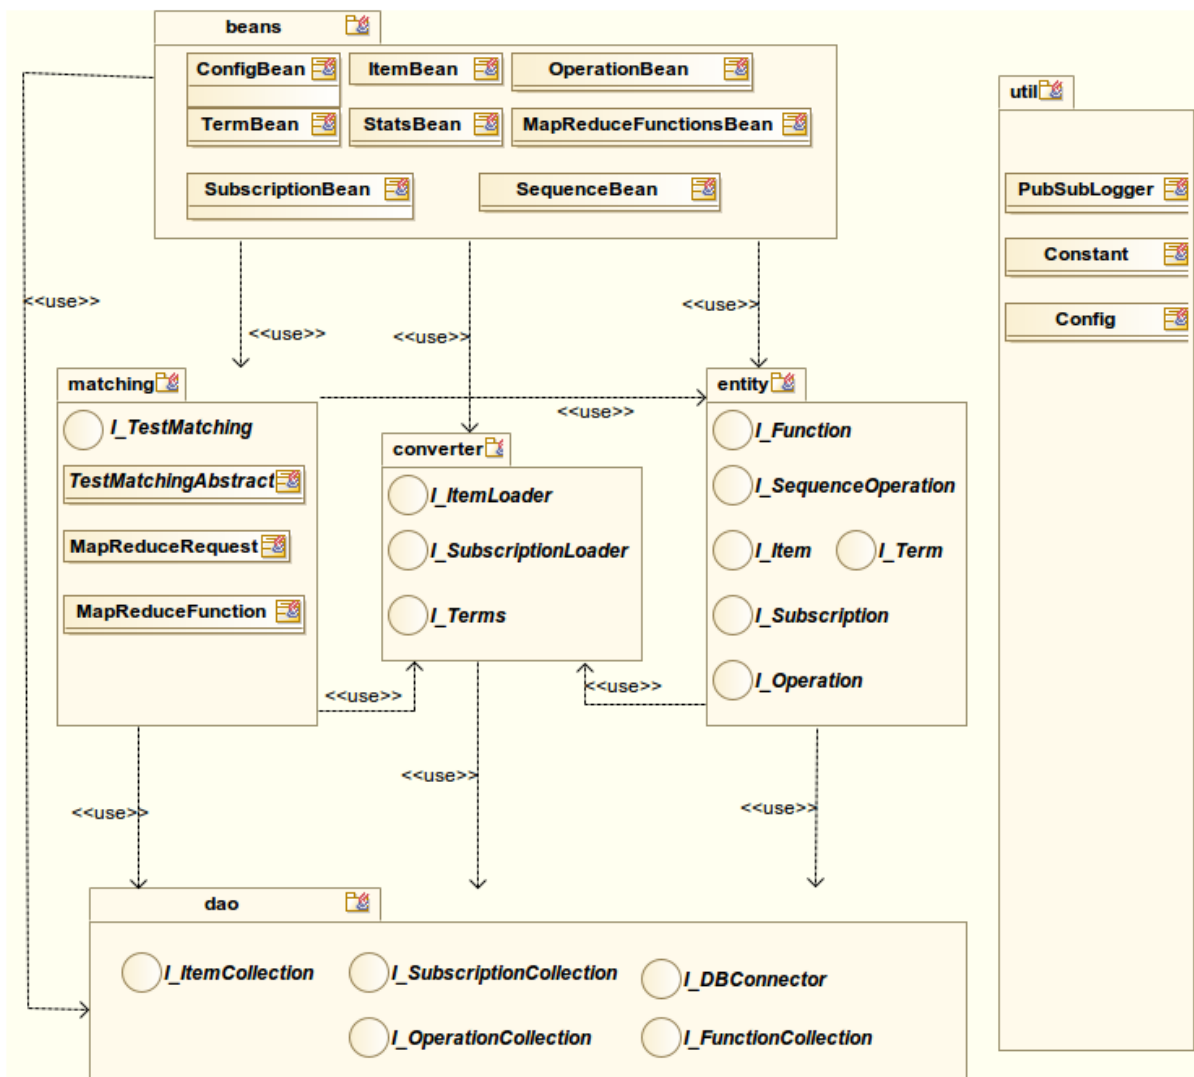 beans
ConfigBean
ItemBean
OperationBean
TermBean
StatsBean
MapReduceFunctionsBean
SubscriptionBean
SequenceBean
util
PubSubLogger
Constant
Config
<<use>>
<<use>>
<<use>>
<<use>>
matching
I_TestMatching
TestMatchingAbstract
MapReduceRequest
MapReduceFunction
<<use>>
converter
I_ItemLoader
I_SubscriptionLoader
I_Terms
entity
I_Function
I_SequenceOperation
I_Item
I_Term
I_Subscription
I_Operation
<<use>>
<<use>>
<<use>>
<<use>>
<<use>>
dao
I_ItemCollection
I_SubscriptionCollection
I_DBConnector
I_OperationCollection
I_FunctionCollection